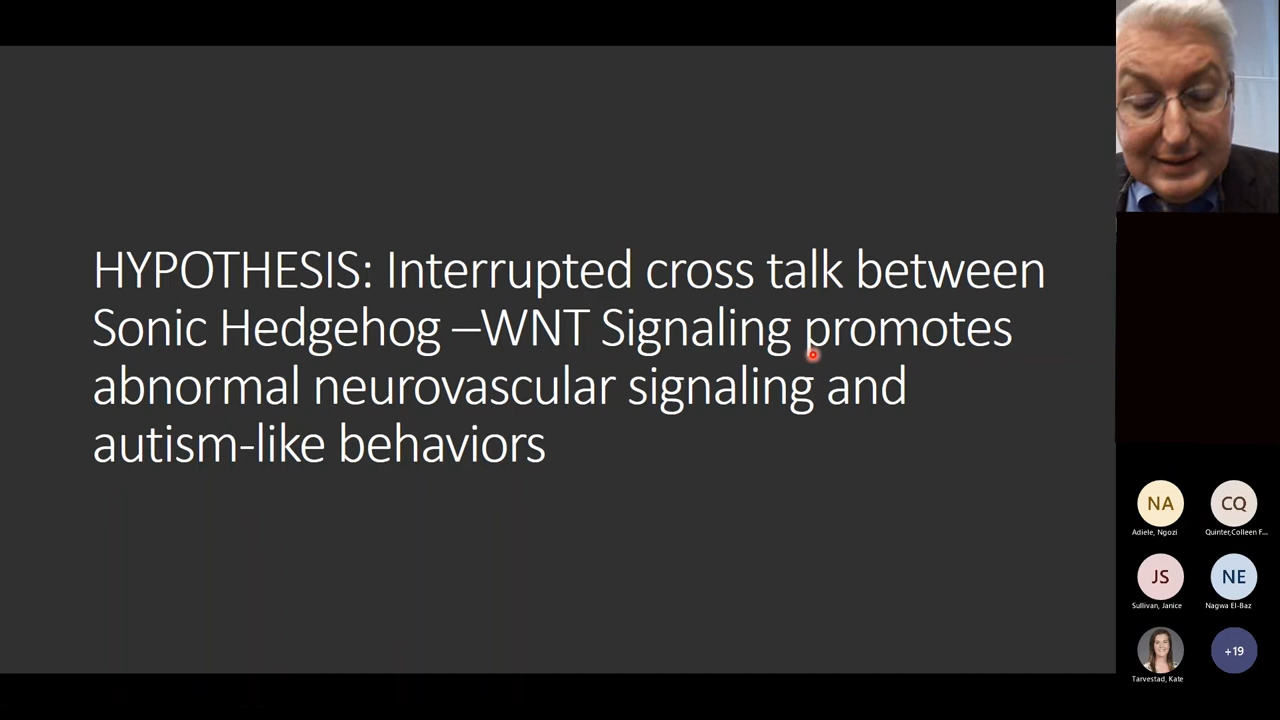 HYPOTHESIS: Interrupted cross talk between
Sonic Hedgehog –WNT Signaling promotes
abnormal neurovascular signaling and
autism-like behaviors
NA
CQ
Adiele, Ngozi
Quinter,Colleen F...
JS
NE
Sullivan, Janice
Nagwa El-Baz
+19
Tarvestad, Kate